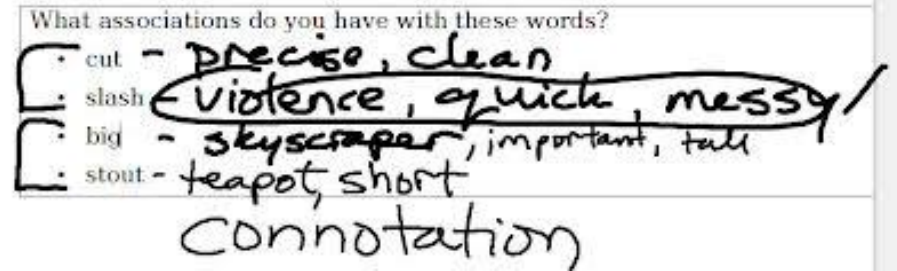 What associations do you have with these words?
• cut - precise, clean
• slash - violence, quick, messy/
• big - skyscraper, important, tall
• stout - teapot, short
connotation